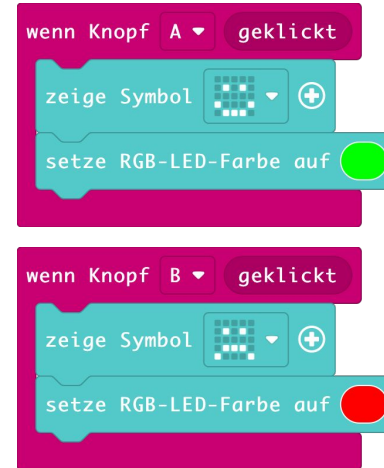 wenn Knopf A geklickt
zeige Symbol
setze RGB-LED-Farbe auf
wenn Knopf B geklickt
zeige Symbol
setze RGB-LED-Farbe auf